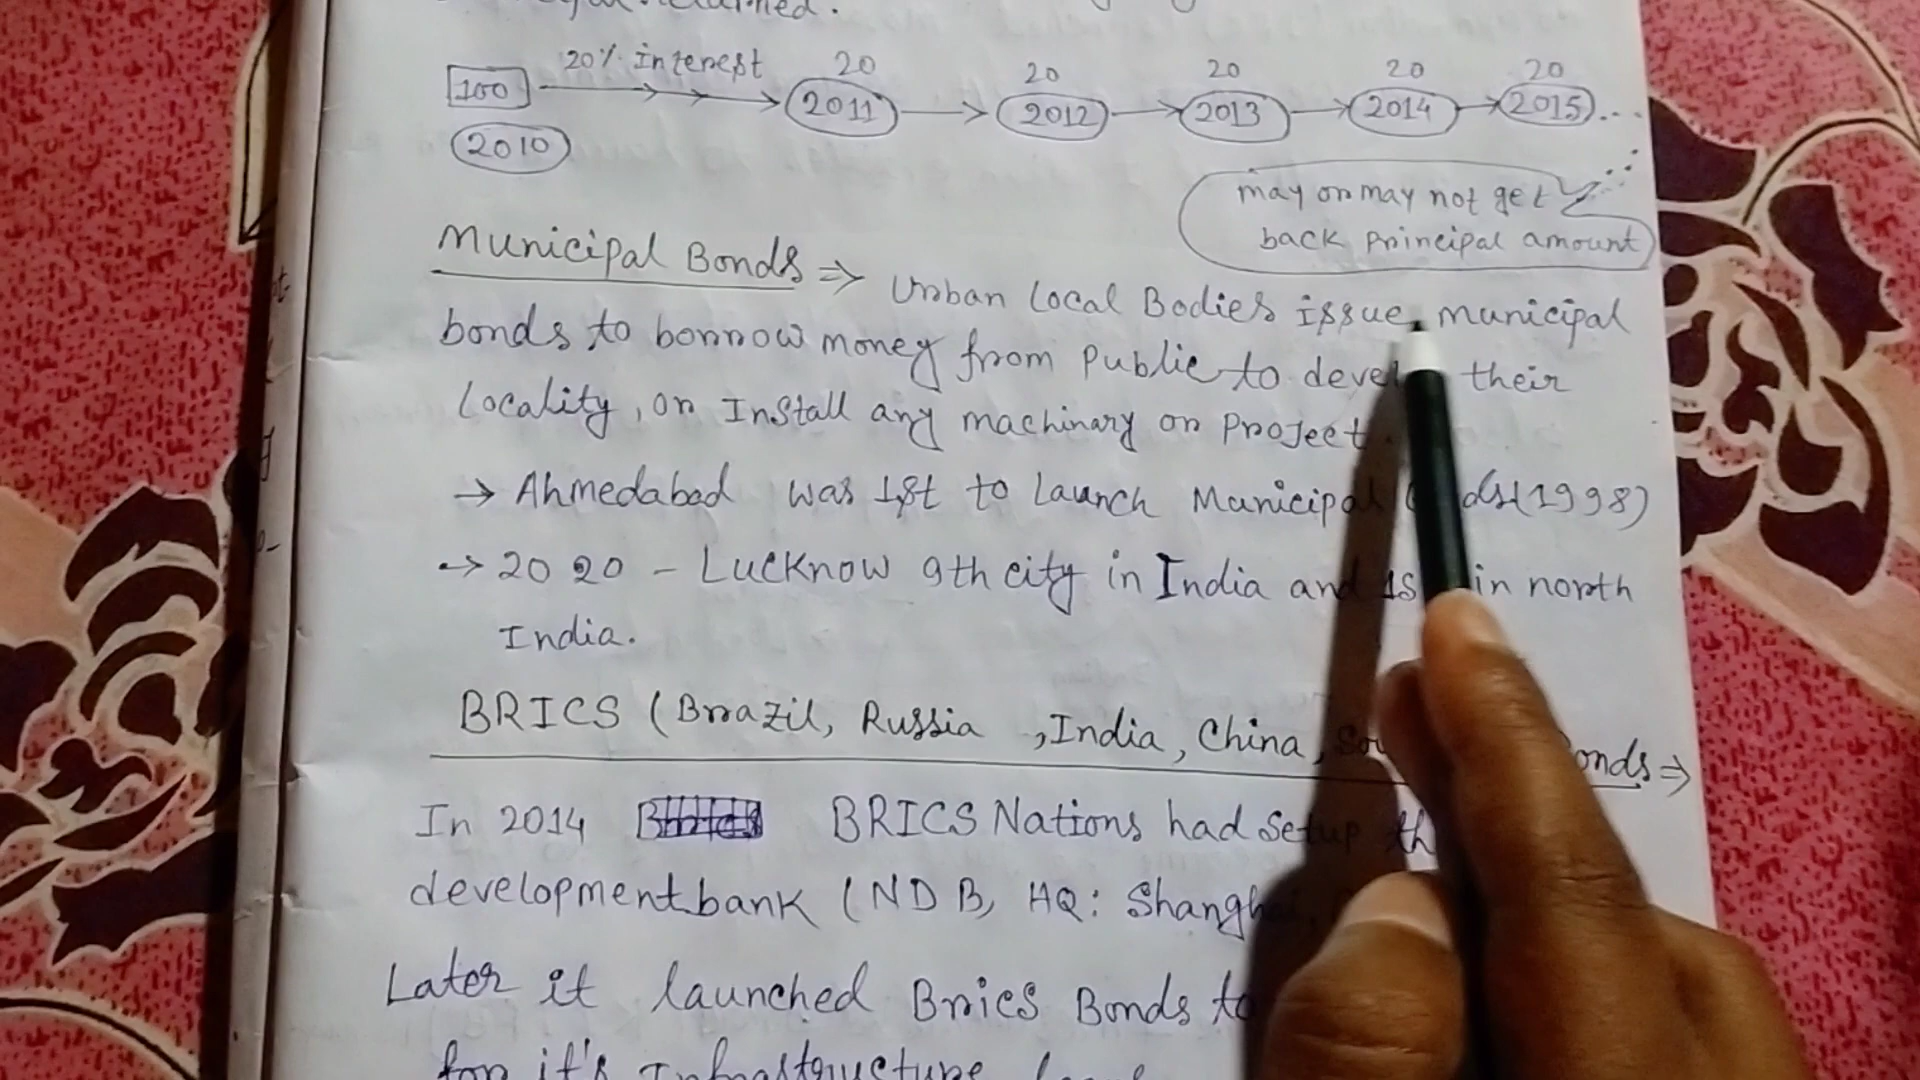 100 20% interest 20 2011 20 2012 20 2013 20 2014 20 2015...
2010
may or may not get
back principal amount
Municipal Bonds ⇒ Urban Local Bodies issue municipal
bonds to borrow money from public to their
locality, or Install any machinary or Project.
→ Ahmedabad was 1st to launch Municipal (1998)
→ 2020 - Lucknow 9th city in India and in north
India.
BRICS (Brazil, Russia, India, China, ⇒
In 2014 BRICS Nations had setup
development bank (NDB, HQ:
Later it launched Brics Bonds to
for it's Infrastructure